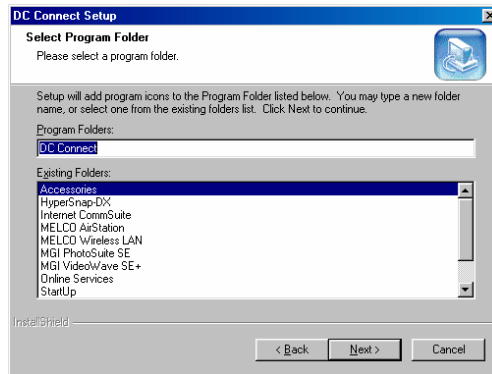 DC Connect Setup
Select Program Folder
Please select a program folder.
Setup will add program icons to the Program Folder listed below. You may type a new folder
name, or select one from the existing folders list. Click Next to continue.
Program Folders:
DC Connect
Existing Folders:
Accessories
HyperSnap-DX
Internet CommSuite
MELCO AirStation
MELCO Wireless LAN
MGI PhotoSuite SE
MGI VideoWave SE+
Online Services
StartUp
InstallShield
< Back
Next >
Cancel